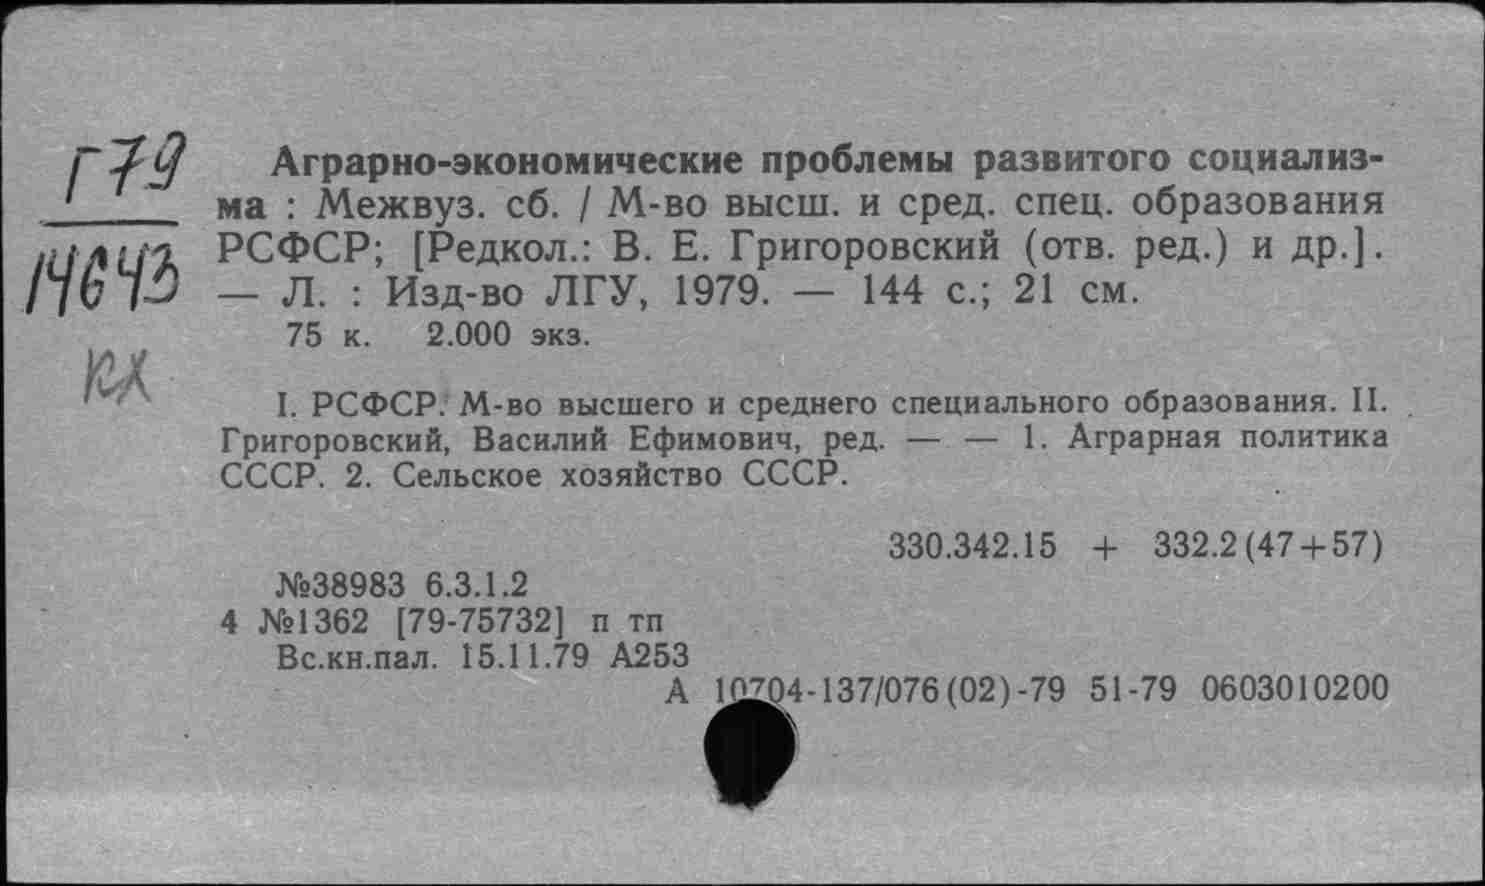 Г79
14643
кх
Аграрно-экономические проблемы развитого социализ-
ма : Межвуз. сб. / М-во высш. и сред. спец. образования
РСФСР; [Редкол.: В. Е. Григоровский (отв. ред.) и др.].
— Л. : Изд-во ЛГУ, 1979. — 144 с.; 21 см.
75 к. 2.000 экз.
I. РСФСР. М-во высшего и среднего специального образования. II.
Григоровский, Василий Ефимович, ред. — — 1. Аграрная политика
СССР. 2. Сельское хозяйство СССР.
330.342.15 + 332.2(47+57)
№38983 6.3.1.2
4 №1362 [79-75732] п тп
Вс.кн.пал. 15.11.79 А253
А 10704-137/076(02)-79 51-79 0603010200